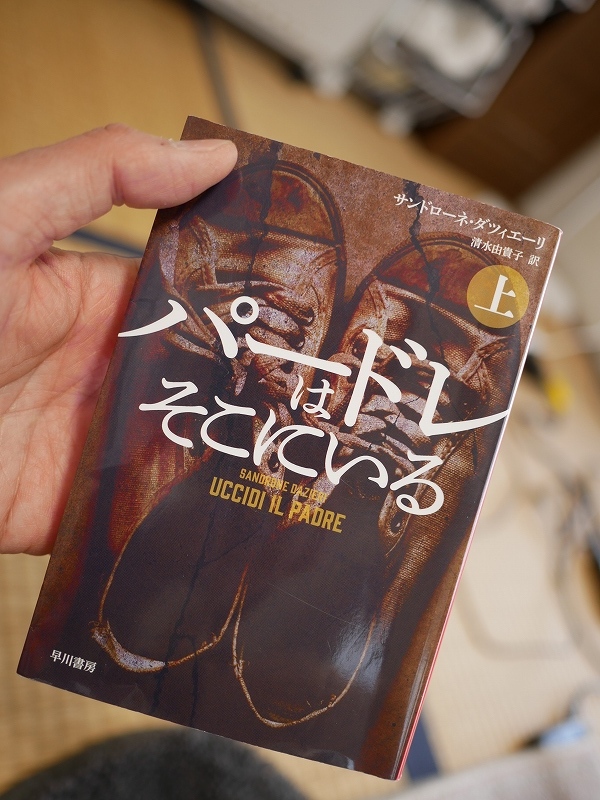 サンドローネ・ダツィエーリ
清水由貴子 訳
上
パードレは
そこにいる
SANDRONE DAZIERI
UCCIDI IL PADRE
早川書房